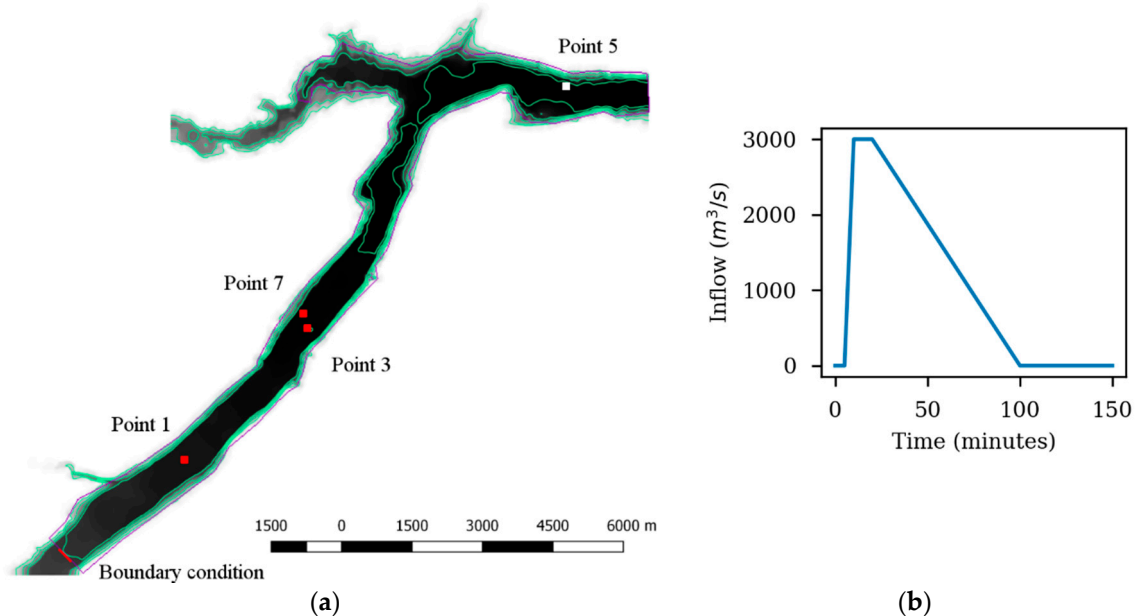 Point 5
Point 7
Point 3
Point 1
1500 0 1500 3000 4500 6000 m
Boundary condition
(a)
Inflow (m³/s)
3000
2000
1000
0
0 50 100 150
Time (minutes)
(b)